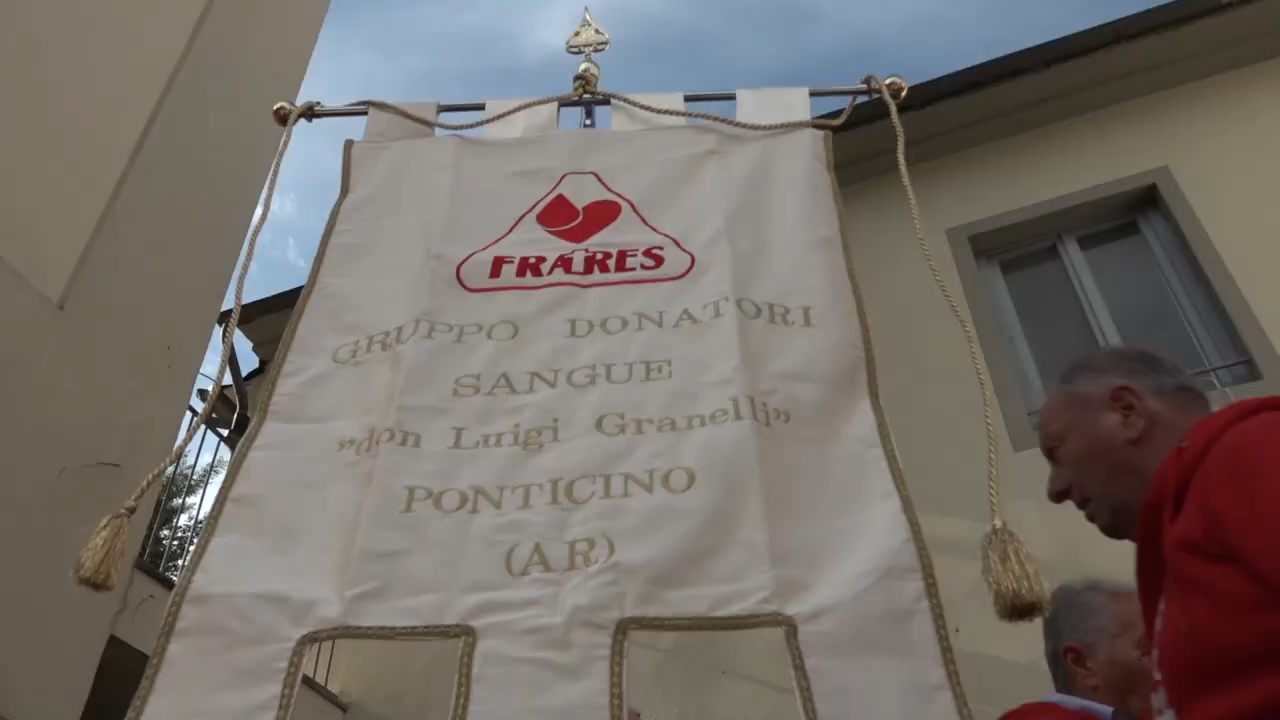 FRATRES
GRUPPO DONATORI
SANGUE
”don Luigi Granelli”
PONTICINO
(AR)